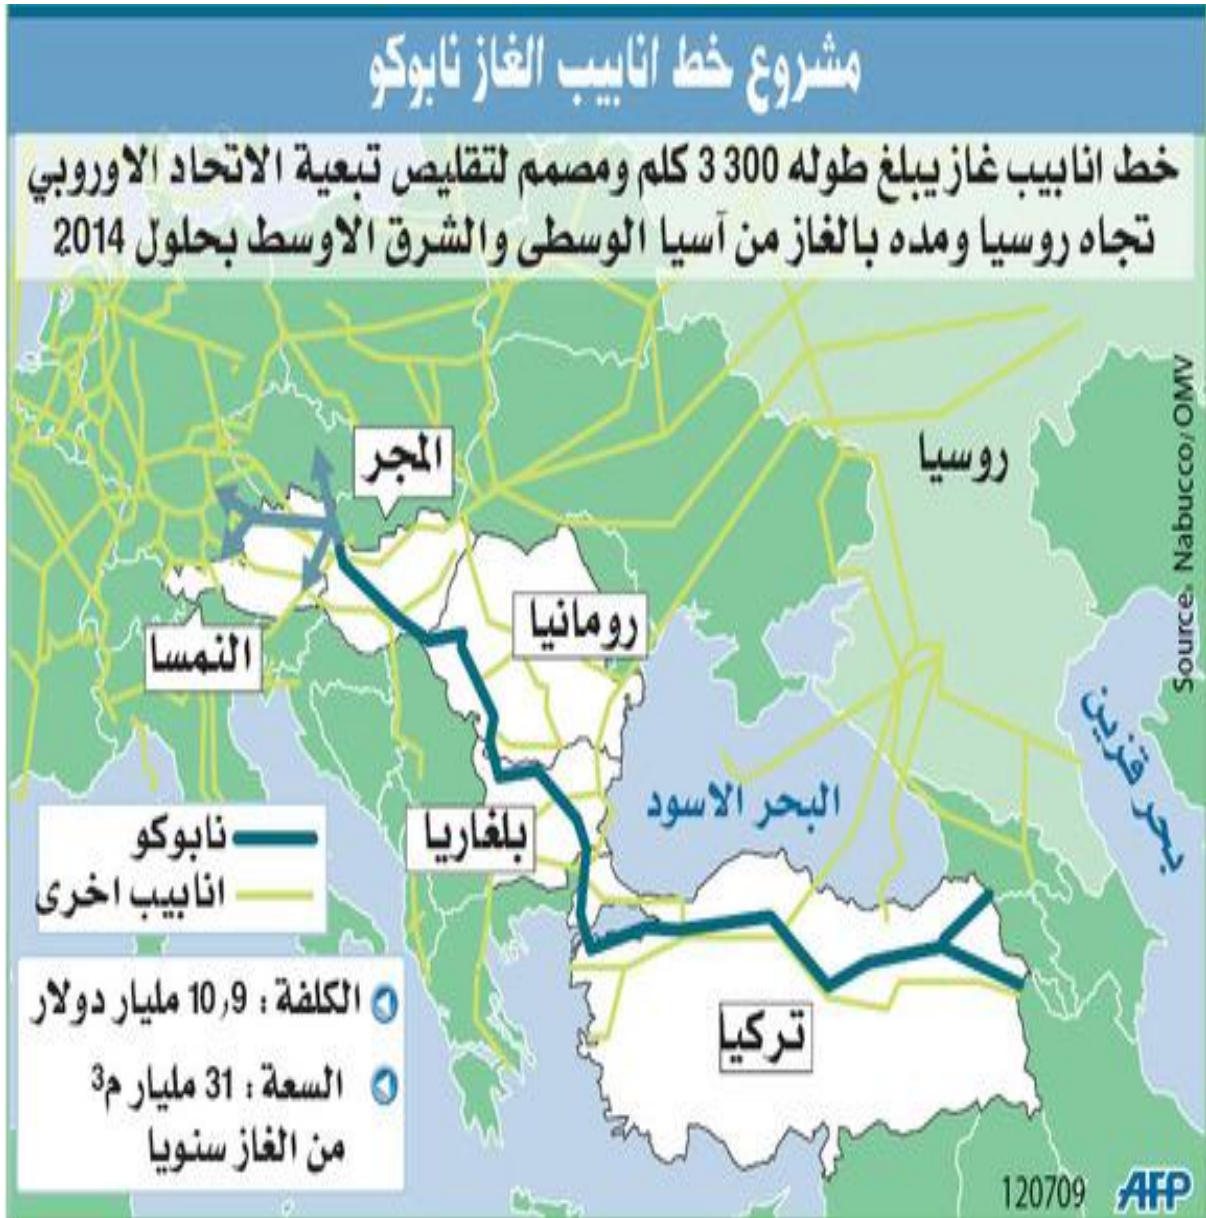 مشروع خط انابيب الغاز نابوكو
خط انابيب غاز يبلغ طوله 300 3 كلم ومصمم لتقليص تبعية الاتحاد الاوروبي
تجاه روسيا ومده بالغاز من آسيا الوسطى والشرق الاوسط بحلول 2014
Source: Nabucco/OMV
روسيا
المجر
رومانيا
النمسا
بحر قزوين
البحر الاسود
بلغاريا
نابوكو
انابيب اخرى
تركيا
الكلفة : 10,9 مليار دولار
السعة : 31 مليار م³
من الغاز سنويا
120709 AFP